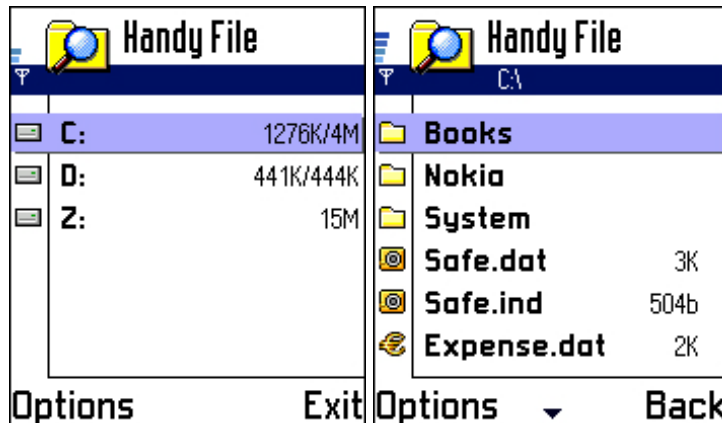 Handy File
C: 1276K/4M
D: 441K/444K
Z: 15M
Options Exit
Handy File
C:\
Books
Nokia
System
Safe.dat 3K
Safe.ind 504b
Expense.dat 2K
Options Back